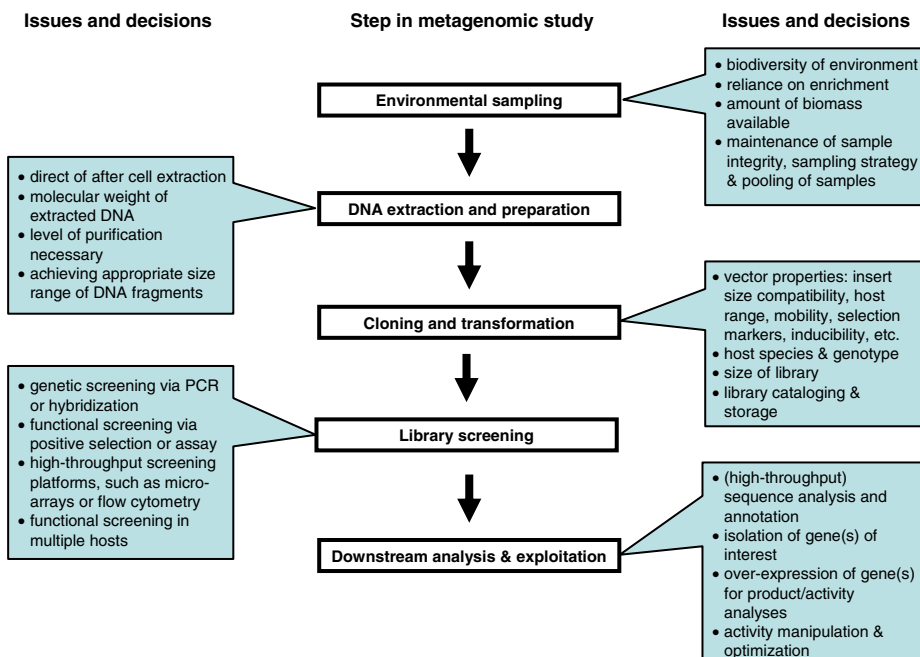 Issues and decisions
Step in metagenomic study
Issues and decisions
Environmental sampling
• biodiversity of environment
• reliance on enrichment
• amount of biomass
available
• maintenance of sample
integrity, sampling strategy
& pooling of samples
• direct of after cell extraction
• molecular weight of
extracted DNA
• level of purification
necessary
• achieving appropriate size
range of DNA fragments
DNA extraction and preparation
Cloning and transformation
• vector properties: insert
size compatibility, host
range, mobility, selection
markers, inducibility, etc.
• host species & genotype
• size of library
• library cataloging &
storage
• genetic screening via PCR
or hybridization
• functional screening via
positive selection or assay
• high-throughput screening
platforms, such as micro-
arrays or flow cytometry
• functional screening in
multiple hosts
Library screening
Downstream analysis & exploitation
• (high-throughput)
sequence analysis and
annotation
• isolation of gene(s) of
interest
• over-expression of gene(s)
for product/activity
analyses
• activity manipulation &
optimization